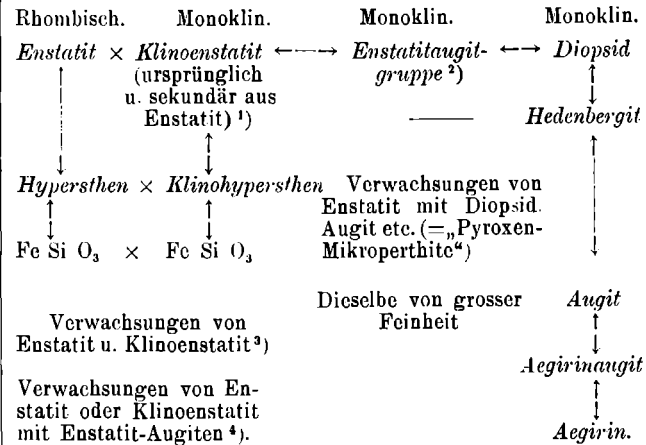 Rhombisch. Monoklin. Monoklin. Monoklin.
Enstatit × Klinoenstatit ←→ Enstatitaugit- ←→ Diopsid
(ursprünglich gruppe ²) ↕
u. sekundär aus
Enstatit) ¹) —— Hedenbergit
Hypersthen × Klinohypersthen Verwachsungen von
Enstatit mit Diopsid.
Augit etc. (=„Pyroxen-
Fe Si O₃ × Fe Si O₃ Mikroperthite“)
Dieselbe von grosser Augit
Verwachsungen von Feinheit
Enstatit u. Klinoenstatit ³)
Aegirinaugit
Verwachsungen von En-
statit oder Klinoenstatit
mit Enstatit-Augiten ⁴). Aegirin.